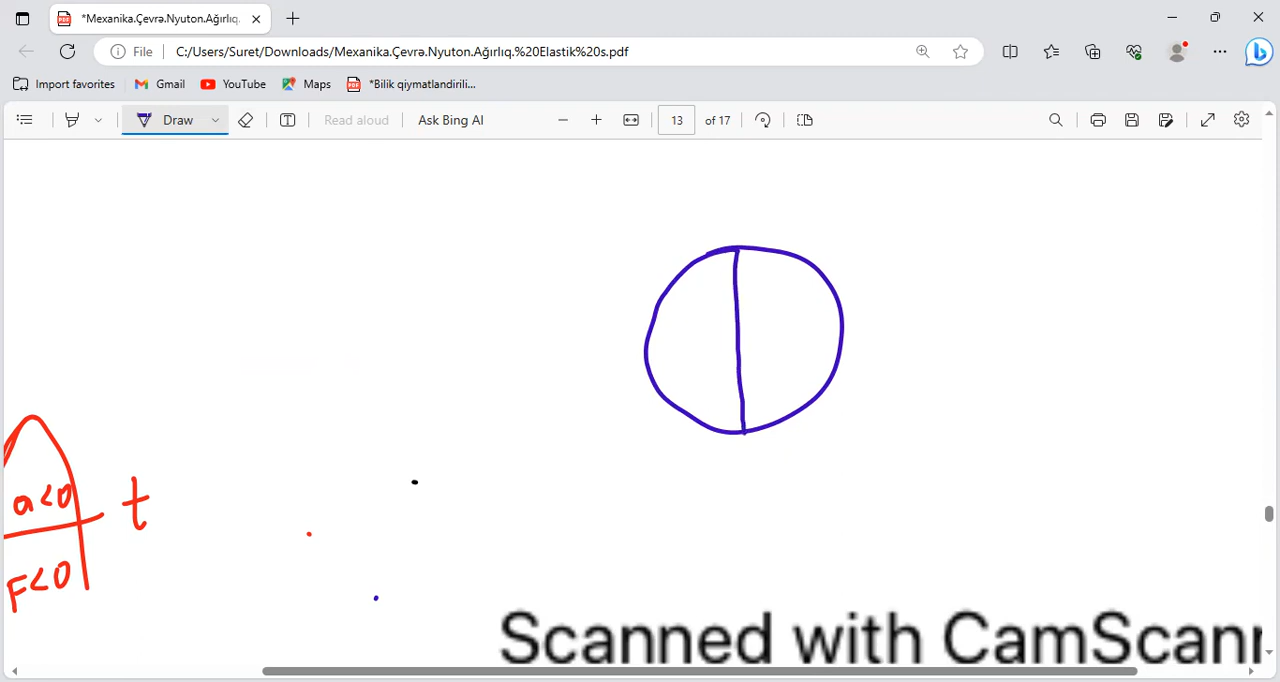 *Mexanika.Çevrə.Nyuton.Ağırlıq.
File
C:/Users/Suret/Downloads/Mexanika.Çevrə.Nyuton.Ağırlıq.%20Elastik%20s.pdf
Import favorites
Gmail
YouTube
Maps
*Bilik qiymatlandirili...
Draw
Read aloud
Ask Bing AI
13
of 17
a<0
t
F<0
Scanned with CamScann